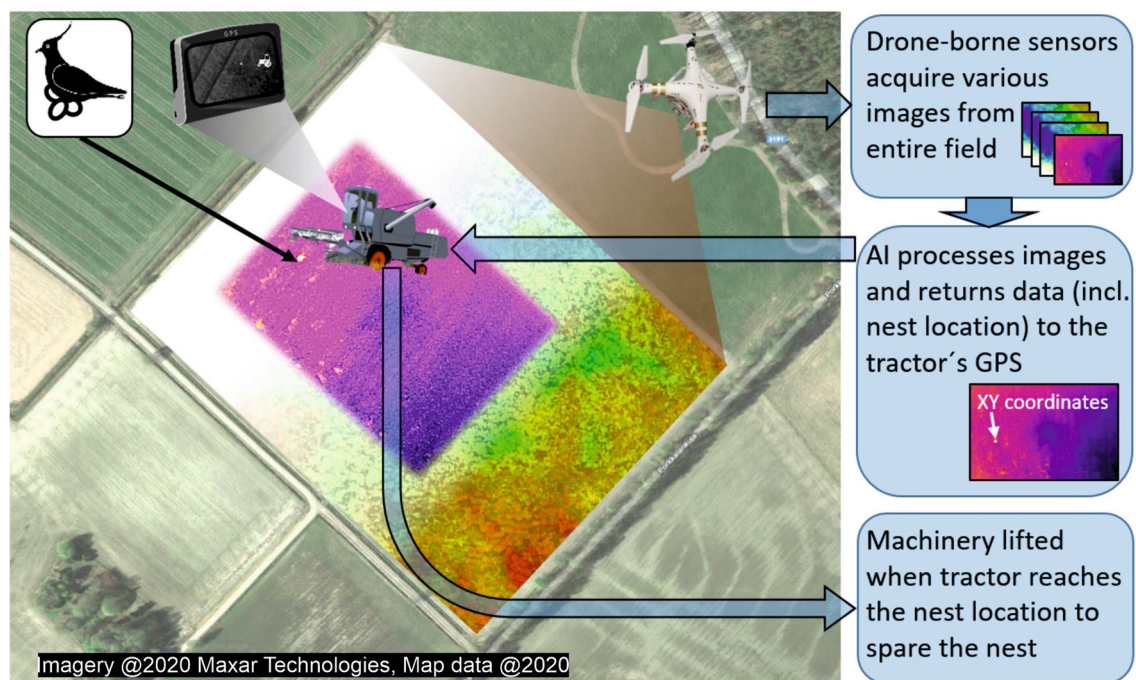 GPS
Drone-borne sensors
acquire various
images from
entire field
AI processes images
and returns data (incl.
nest location) to the
tractor´s GPS
XY coordinates
Machinery lifted
when tractor reaches
the nest location to
spare the nest
Imagery @2020 Maxar Technologies, Map data @2020